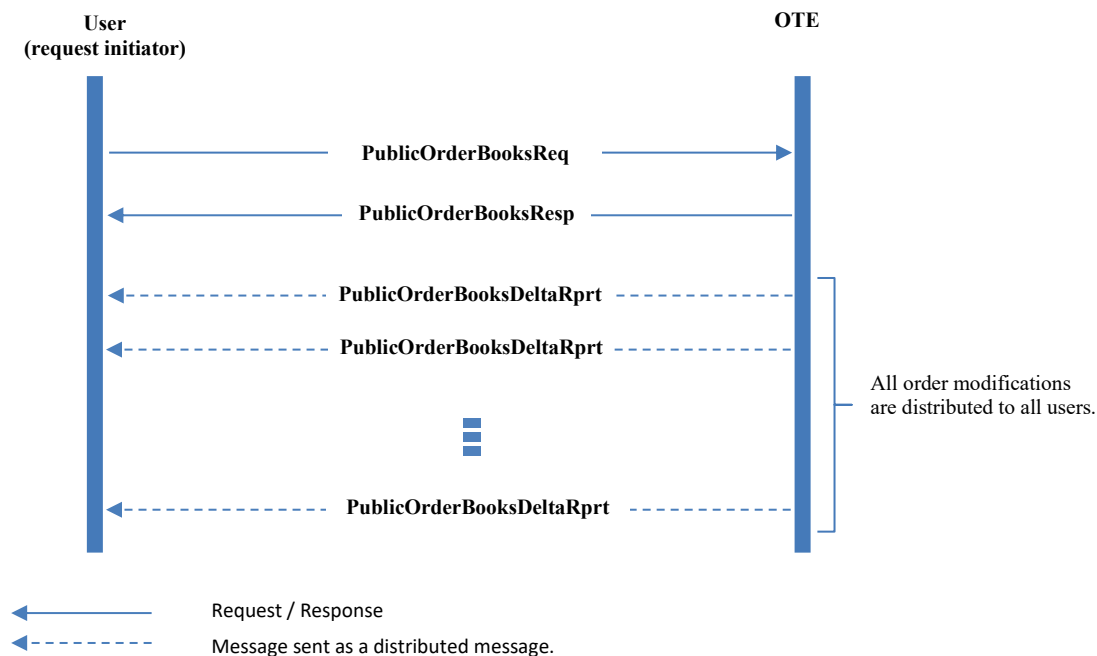 User
(request initiator)
OTE
PublicOrderBooksReq
PublicOrderBooksResp
PublicOrderBooksDeltaRprt
PublicOrderBooksDeltaRprt
All order modifications
are distributed to all users.
PublicOrderBooksDeltaRprt
Request / Response
Message sent as a distributed message.